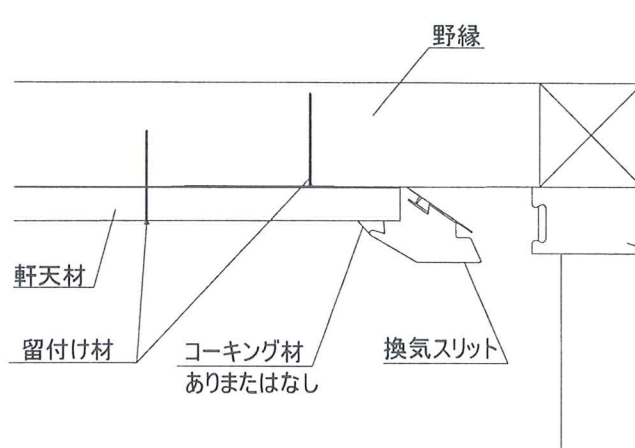 野縁
軒天材
留付け材
コーキング材
ありまたはなし
換気スリット